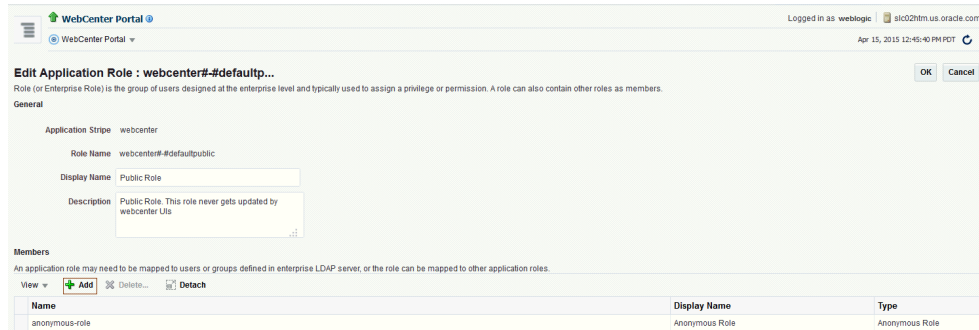 WebCenter Portal
Logged in as weblogic slc02htm.us.oracle.com
WebCenter Portal
Apr 15, 2015 12:45:40 PM PDT
Edit Application Role : webcenter#-#defaultp...
OK Cancel
Role (or Enterprise Role) is the group of users designed at the enterprise level and typically used to assign a privilege or permission. A role can also contain other roles as members.
General
Application Stripe webcenter
Role Name webcenter#-#defaultpublic
Display Name Public Role
Description Public Role. This role never gets updated by
webcenter UIs
Members
An application role may need to be mapped to users or groups defined in enterprise LDAP server, or the role can be mapped to other application roles.
View Add Delete... Detach
Name Display Name Type
anonymous-role Anonymous Role Anonymous Role